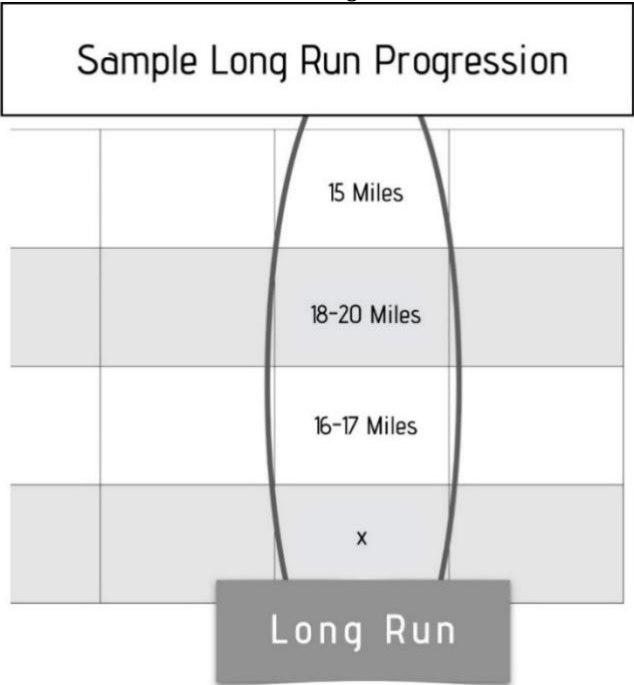 Sample Long Run Progression
15 Miles
18-20 Miles
16-17 Miles
x
Long Run